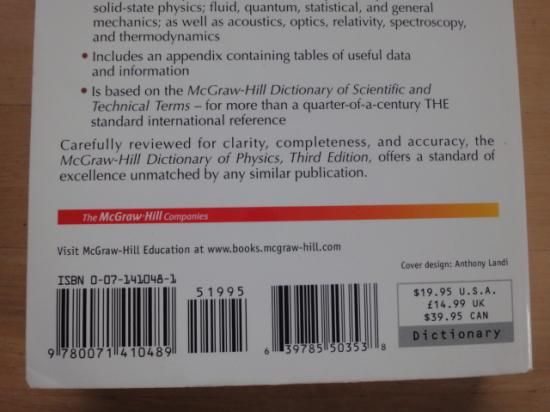 solid-state physics; fluid, quantum, statistical, and general
mechanics; as well as acoustics, optics, relativity, spectroscopy,
and thermodynamics
• Includes an appendix containing tables of useful data
and information
• Is based on the McGraw-Hill Dictionary of Scientific and
Technical Terms – for more than a quarter-of-a-century THE
standard international reference
Carefully reviewed for clarity, completeness, and accuracy, the
McGraw-Hill Dictionary of Physics, Third Edition, offers a standard of
excellence unmatched by any similar publication.
The McGraw-Hill Companies
Visit McGraw-Hill Education at www.books.mcgraw-hill.com
Cover design: Anthony Landi
ISBN 0-07-141048-1
51995
9 780071 410489
6 39785 50353 8
$19.95 U.S.A.
£14.99 UK
$39.95 CAN
Dictionary